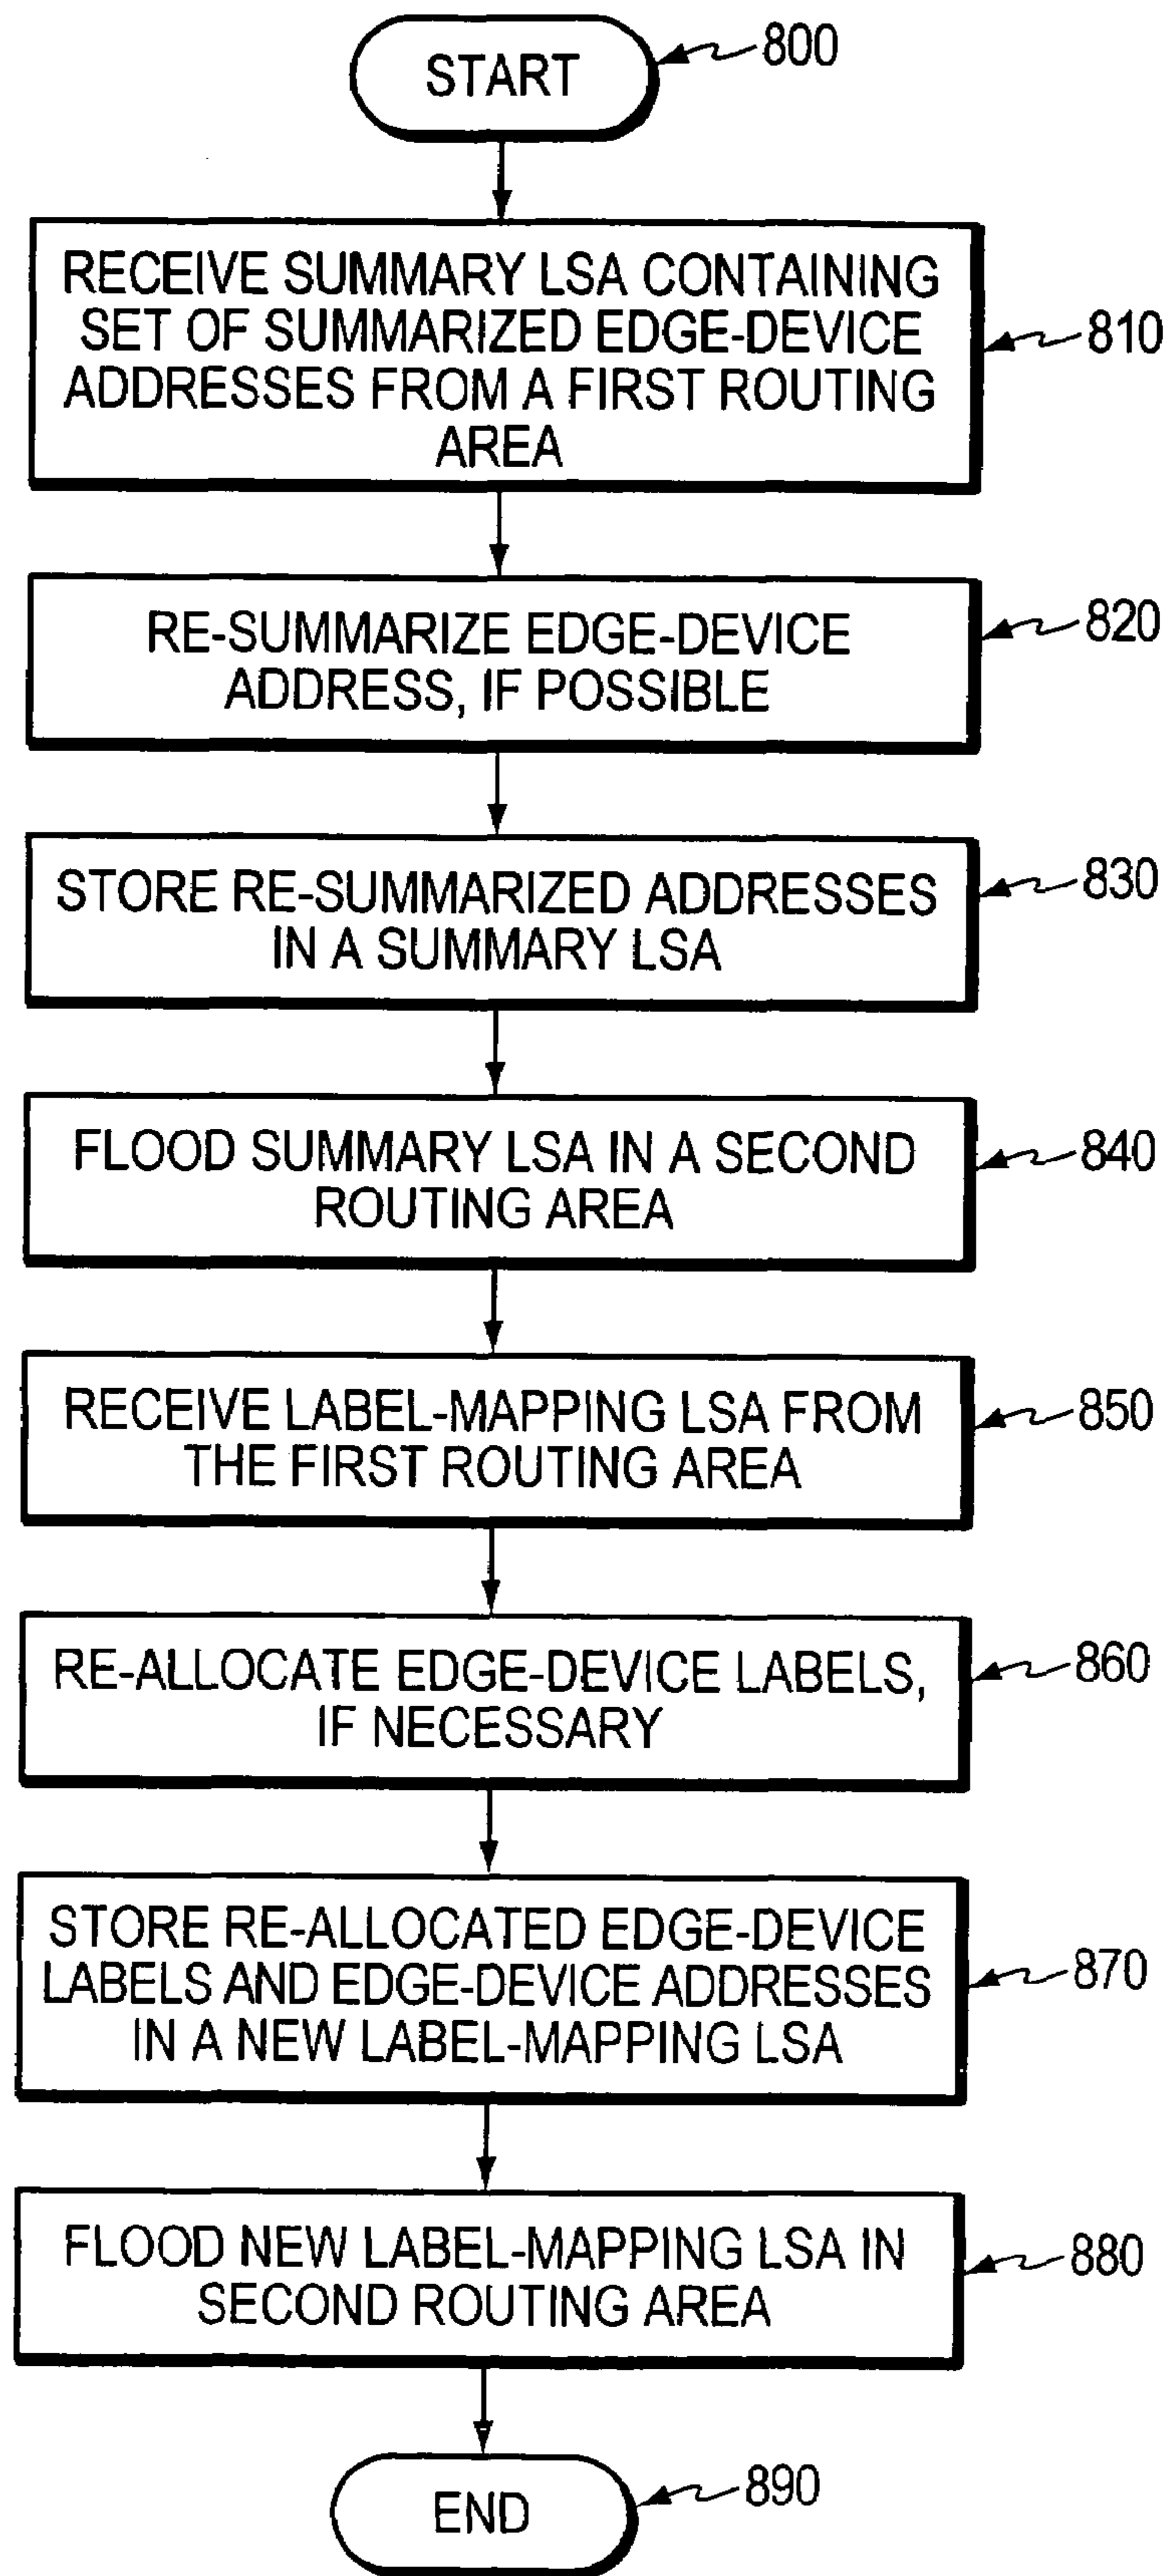 START
800
RECEIVE SUMMARY LSA CONTAINING
SET OF SUMMARIZED EDGE-DEVICE
ADDRESSES FROM A FIRST ROUTING
AREA
810
RE-SUMMARIZE EDGE-DEVICE
ADDRESS, IF POSSIBLE
820
STORE RE-SUMMARIZED ADDRESSES
IN A SUMMARY LSA
830
FLOOD SUMMARY LSA IN A SECOND
ROUTING AREA
840
RECEIVE LABEL-MAPPING LSA FROM
THE FIRST ROUTING AREA
850
RE-ALLOCATE EDGE-DEVICE LABELS,
IF NECESSARY
860
STORE RE-ALLOCATED EDGE-DEVICE
LABELS AND EDGE-DEVICE ADDRESSES
IN A NEW LABEL-MAPPING LSA
870
FLOOD NEW LABEL-MAPPING LSA IN
SECOND ROUTING AREA
880
END
890